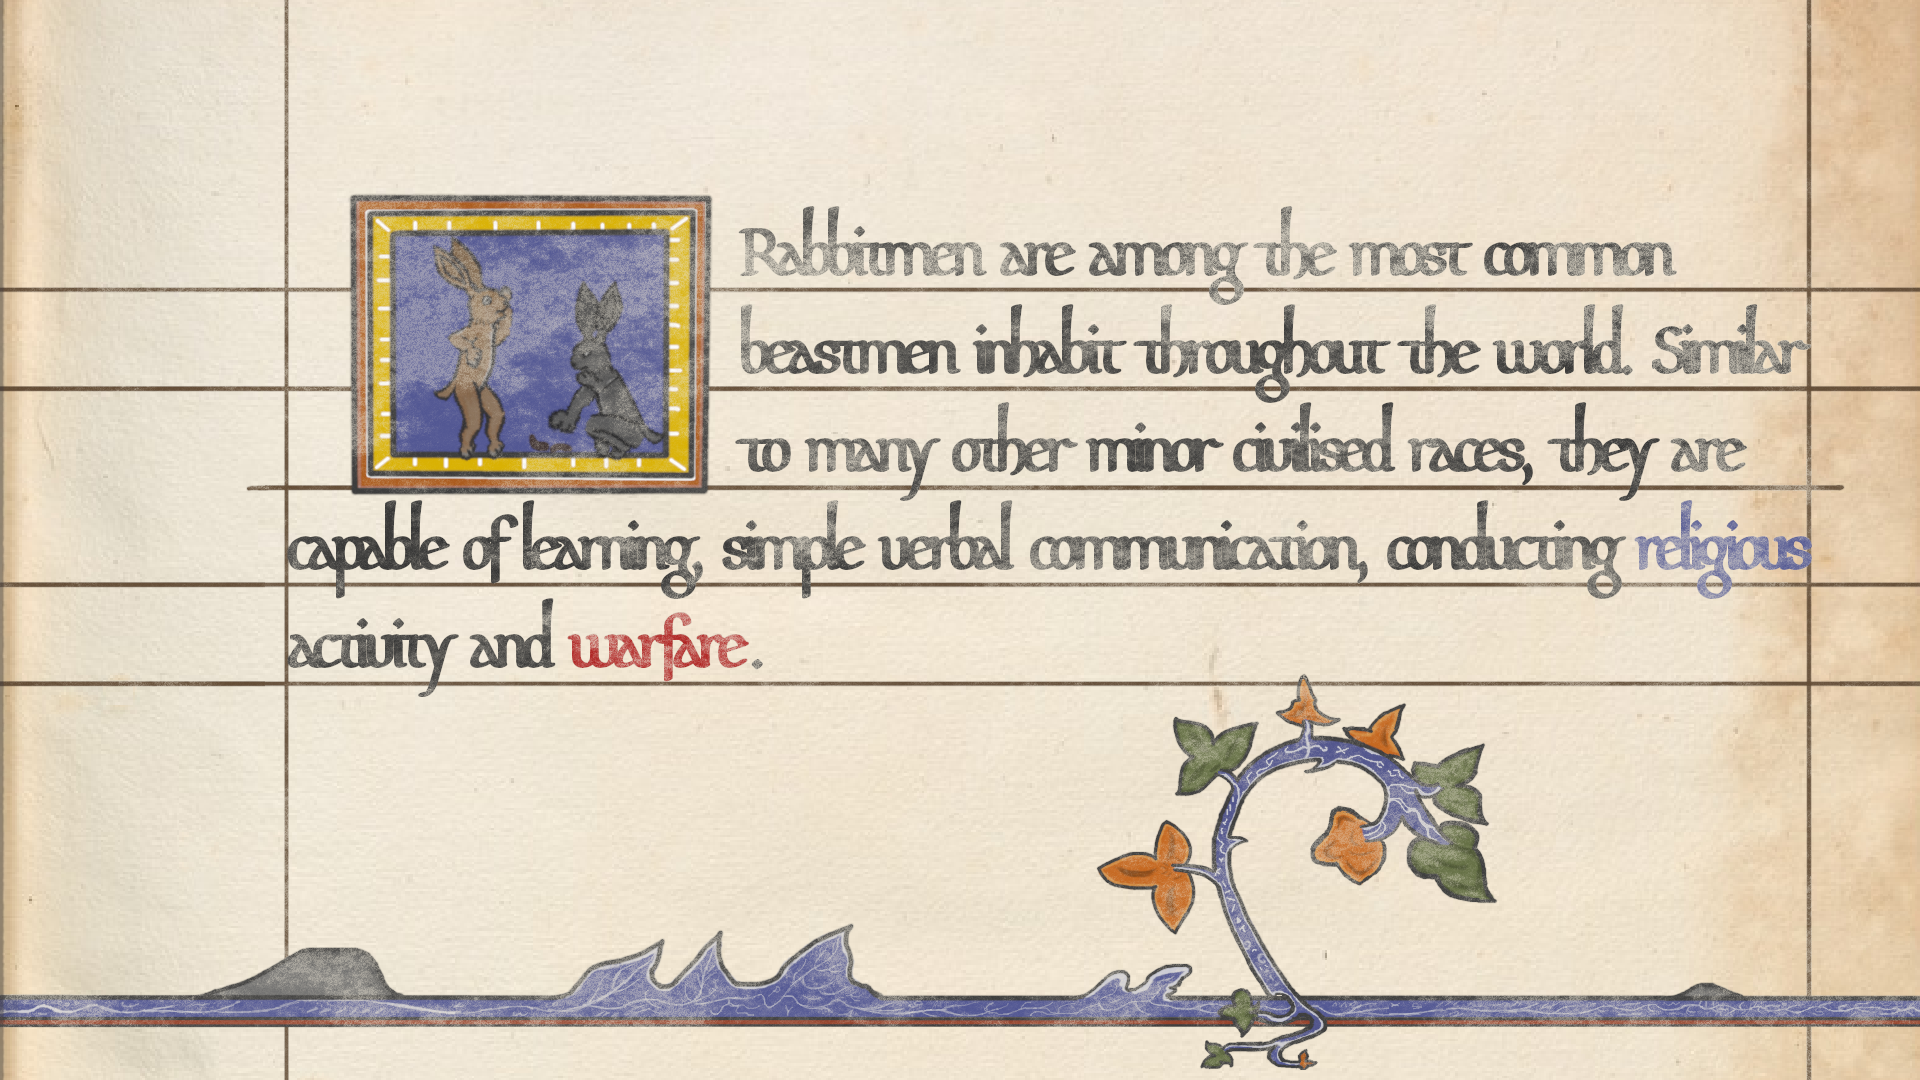 Rabbitmen are among the most common
beastmen inhabit throughout the world. Similar
to many other minor civilised races, they are
capable of learning, simple verbal communication, conducting religious
activity and warfare.